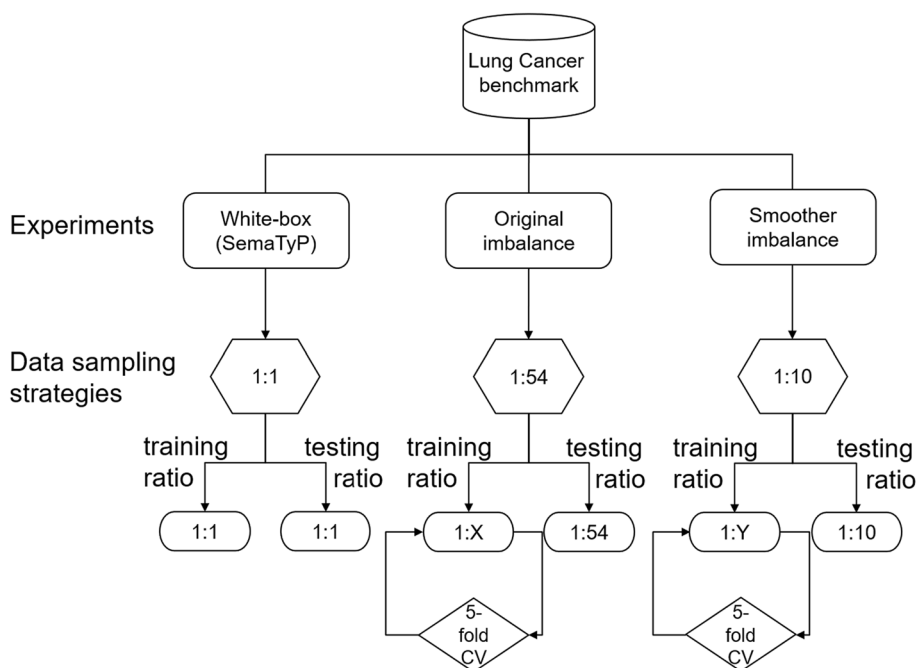 Lung Cancer
benchmark
Experiments
White-box
(SemaTyP)
Original
imbalance
Smoother
imbalance
Data sampling
strategies
1:1
1:54
1:10
training
ratio
testing
ratio
training
ratio
testing
ratio
training
ratio
testing
ratio
1:1
1:1
1:X
1:54
1:Y
1:10
5-
fold
CV
5-
fold
CV